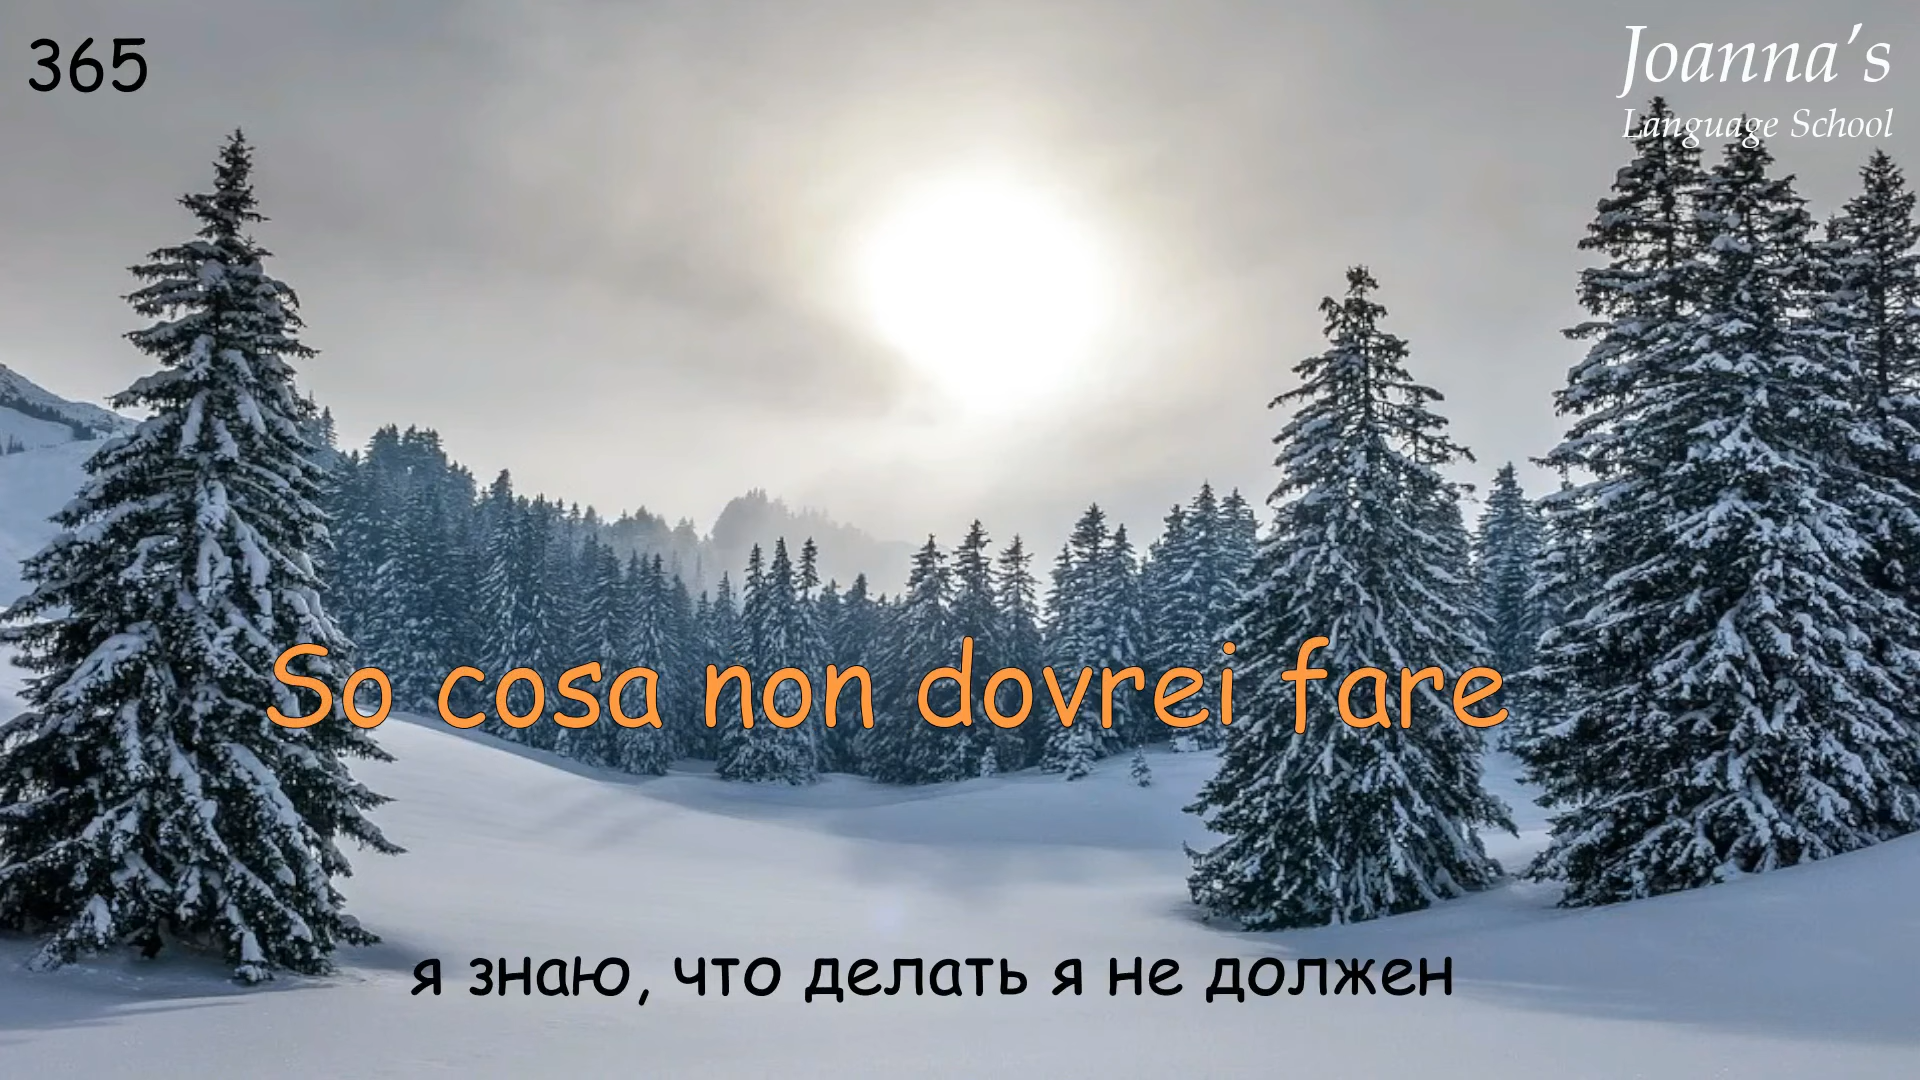 365
Joanna's
Language School
So cosa non dovrei fare
я знаю, что делать я не должен